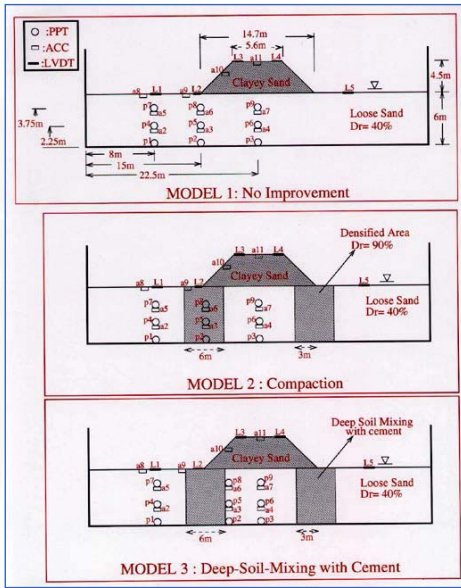 :PPT
:ACC
:LVDT
14.7m
5.6m
L3 a11 L4
a10
Clayey Sand
4.5m
a8 L1 a9 L2 L5
p7 p8 p9
a5 a6 a7
Loose Sand
Dr= 40%
6m
3.75m
p4 p5 p6
a2 a3 a4
2.25m
p1 p2 p3
8m
15m
22.5m
MODEL 1: No Improvement
Densified Area
Dr= 90%
L3 a11 L4
a10
Clayey Sand
a8 L1 a9 L2 L5
p7 p8 p9
a5 a6 a7
Loose Sand
Dr= 40%
p4 p5 p6
a2 a3 a4
p1 p2 p3
6m 3m
MODEL 2 : Compaction
Deep Soil Mixing
with cement
L3 a11 L4
a10
Clayey Sand
a8 L1 a9 L2 L5
p7 p8 p9
a5 a6 a7
Loose Sand
Dr= 40%
p4 p5 p6
a2 a3 a4
p1 p2 p3
6m 3m
MODEL 3 : Deep-Soil-Mixing with Cement